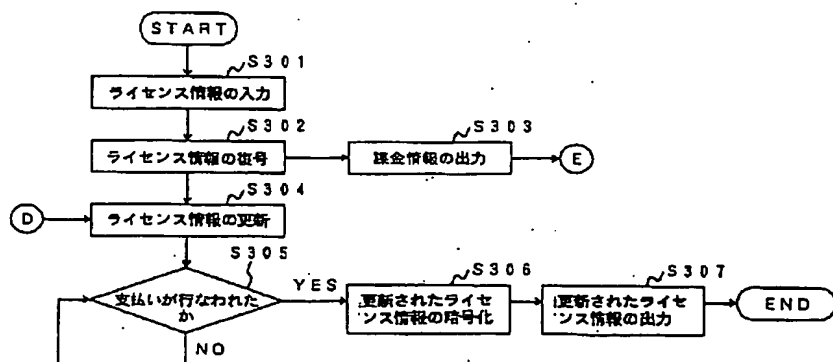 START
S301
ライセンス情報の入力
S302
ライセンス情報の復号
S303
課金情報の出力
E
S304
D
ライセンス情報の更新
S305
支払いが行なわれた
か
YES
NO
S306
更新されたライセ
ンス情報の暗号化
S307
更新されたライセ
ンス情報の出力
END